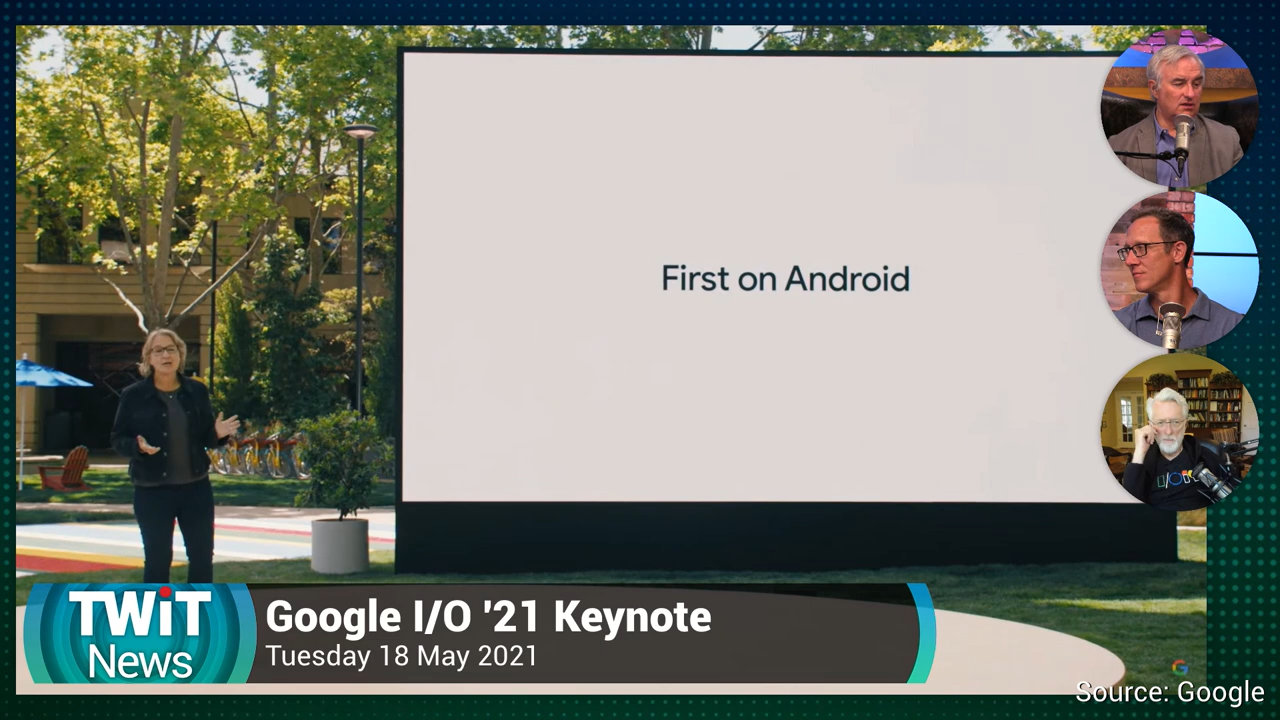 First on Android
I/O
TWiT
News
Google I/O '21 Keynote
Tuesday 18 May 2021
G
Source: Google